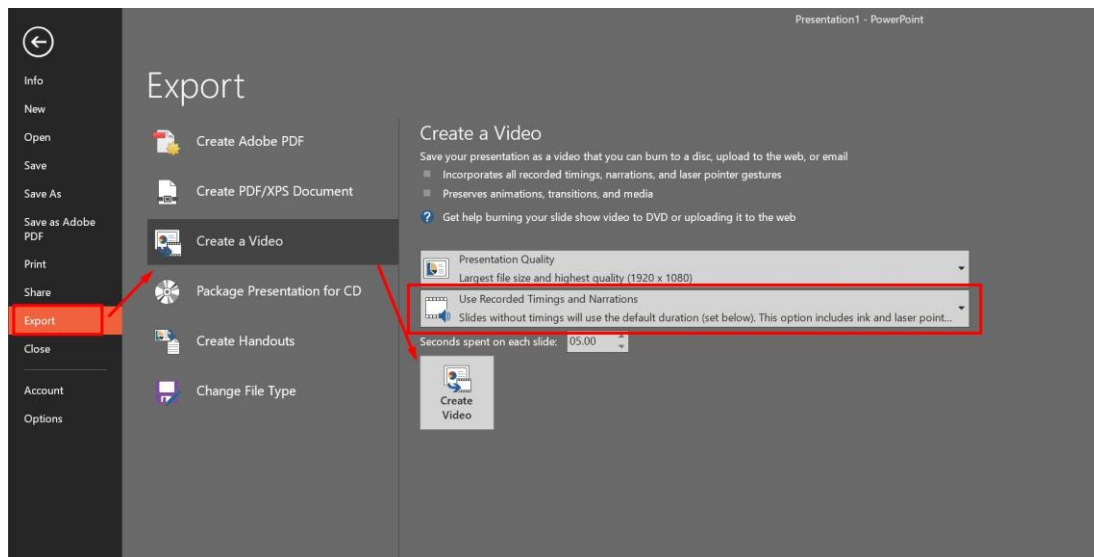 Presentation1 - PowerPoint
Info
New
Open
Save
Save As
Save as Adobe
PDF
Print
Share
Export
Close
Account
Options
Export
Create Adobe PDF
Create PDF/XPS Document
Create a Video
Package Presentation for CD
Create Handouts
Change File Type
Create a Video
Save your presentation as a video that you can burn to a disc, upload to the web, or email
Incorporates all recorded timings, narrations, and laser pointer gestures
Preserves animations, transitions, and media
? Get help burning your slide show video to DVD or uploading it to the web
Presentation Quality
Largest file size and highest quality (1920 x 1080)
Use Recorded Timings and Narrations
Slides without timings will use the default duration (set below). This option includes ink and laser point...
Seconds spent on each slide: 05.00
Create
Video